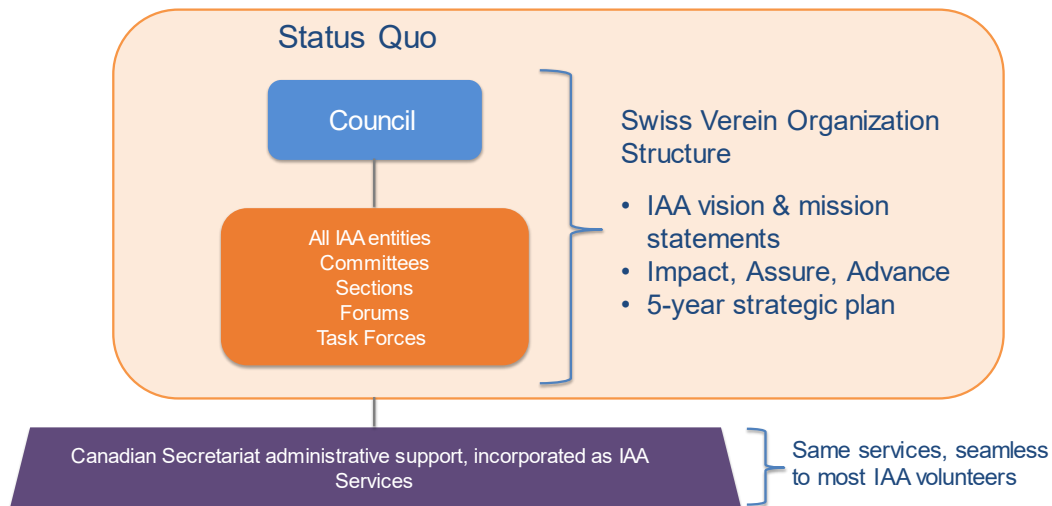 Status Quo
Council
All IAA entities
Committees
Sections
Forums
Task Forces
Swiss Verein Organization
Structure
• IAA vision & mission
statements
• Impact, Assure, Advance
• 5-year strategic plan
Canadian Secretariat administrative support, incorporated as IAA
Services
Same services, seamless
to most IAA volunteers